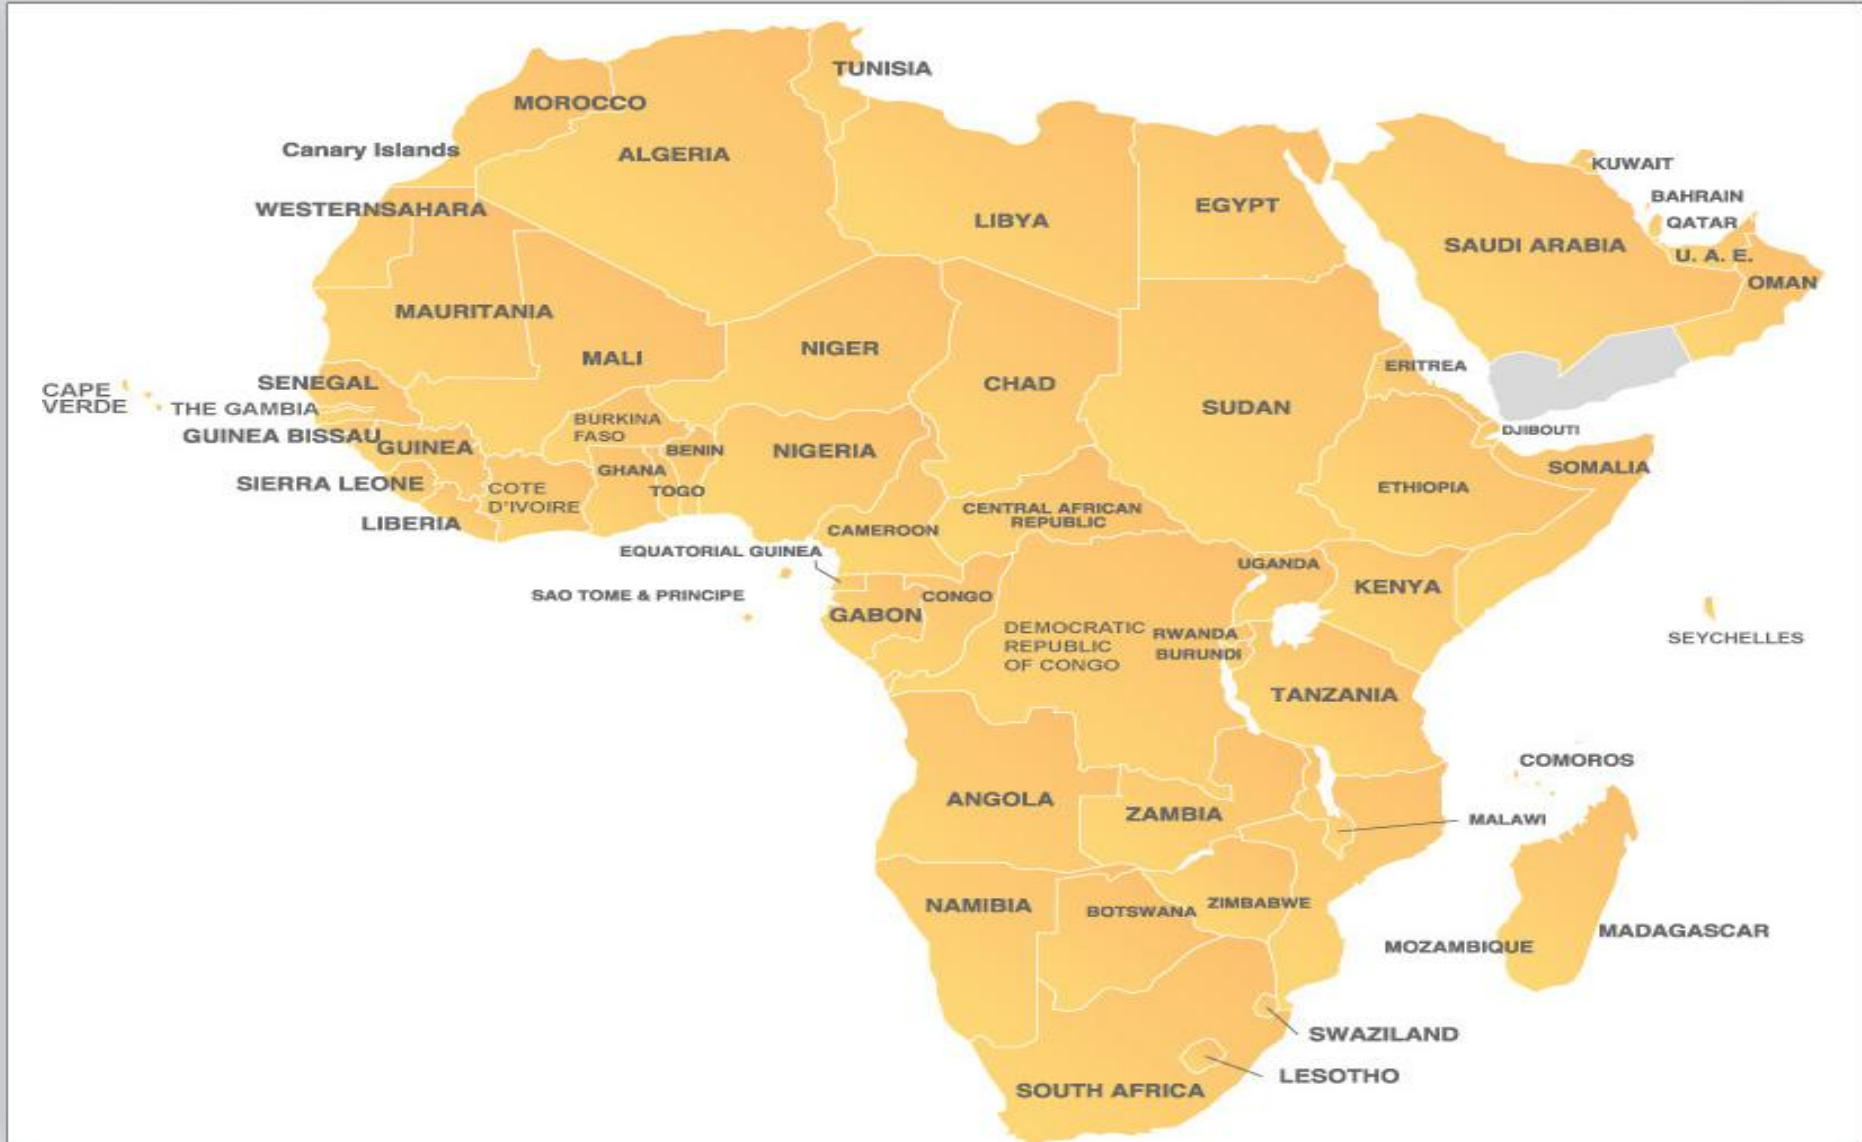 TUNISIA
MOROCCO
Canary Islands
ALGERIA
KUWAIT
BAHRAIN
WESTERNSAHARA
LIBYA
EGYPT
QATAR
SAUDI ARABIA
U. A. E.
OMAN
MAURITANIA
MALI
NIGER
CHAD
ERITREA
SENEGAL
CAPE
VERDE
THE GAMBIA
SUDAN
BURKINA
FASO
DJIBOUTI
GUINEA BISSAU
GUINEA
BENIN
NIGERIA
GHANA
SOMALIA
SIERRA LEONE
COTE
D'IVOIRE
TOGO
ETHIOPIA
LIBERIA
CAMEROON
CENTRAL AFRICAN
REPUBLIC
EQUATORIAL GUINEA
UGANDA
KENYA
SAO TOME & PRINCIPE
CONGO
GABON
DEMOCRATIC
REPUBLIC
OF CONGO
RWANDA
BURUNDI
SEYCHELLES
TANZANIA
COMOROS
ANGOLA
ZAMBIA
MALAWI
NAMIBIA
BOTSWANA
ZIMBABWE
MADAGASCAR
MOZAMBIQUE
SWAZILAND
LESOTHO
SOUTH AFRICA